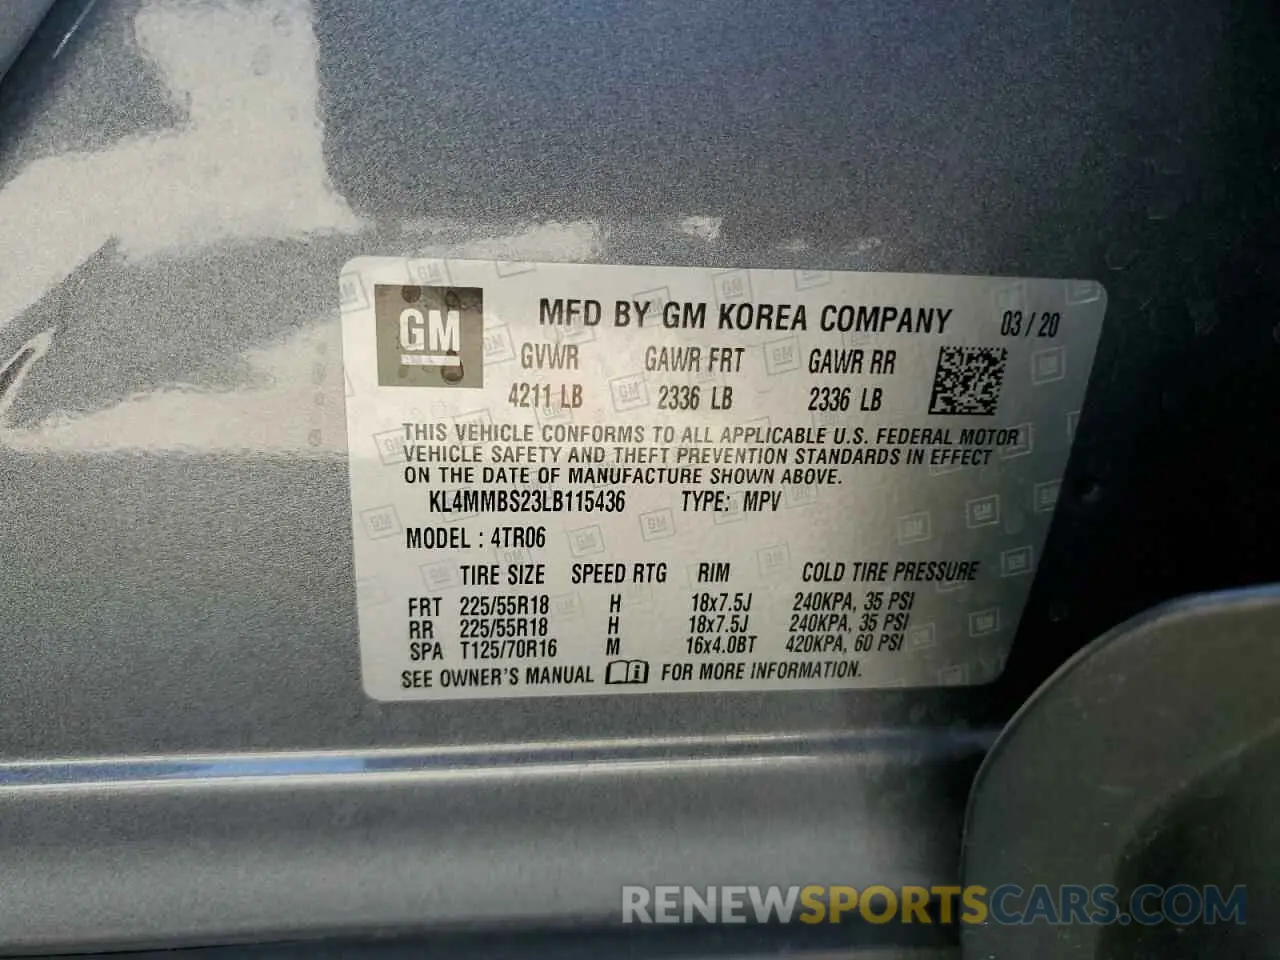 GM
MFD BY GM KOREA COMPANY 03/20
GVWR GAWR FRT GAWR RR
4211 LB 2336 LB 2336 LB
THIS VEHICLE CONFORMS TO ALL APPLICABLE U.S. FEDERAL MOTOR
VEHICLE SAFETY AND THEFT PREVENTION STANDARDS IN EFFECT
ON THE DATE OF MANUFACTURE SHOWN ABOVE.
KL4MMBS23LB115436 TYPE: MPV
MODEL : 4TR06
TIRE SIZE SPEED RTG RIM COLD TIRE PRESSURE
FRT 225/55R18 H 18x7.5J 240KPA, 35 PSI
RR 225/55R18 H 18x7.5J 240KPA, 35 PSI
SPA T125/70R16 M 16x4.0BT 420KPA, 60 PSI
SEE OWNER'S MANUAL FOR MORE INFORMATION.
RENEWSPORTSCARS.COM